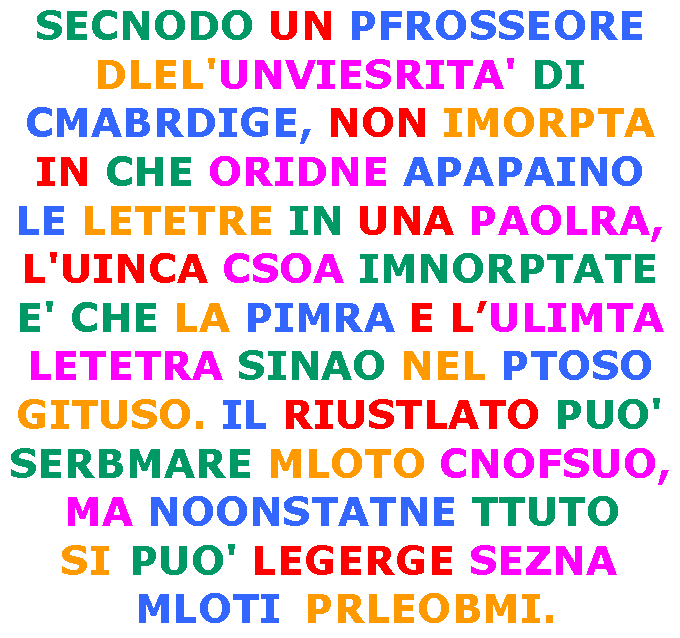 SECNODO UN PFROSSEORE
DLEL'UNVIESRITA' DI
CMABRDIGE, NON IMORPTA
IN CHE ORIDNE APAPAINO
LE LETETRE IN UNA PAOLRA,
L'UINCA CSOA IMNORPTATE
E' CHE LA PIMRA E L’ULIMTA
LETETRA SINAO NEL PTOSO
GITUSO. IL RIUSTLATO PUO'
SERBMARE MLOTO CNOFSUO,
MA NOONSTATNE TTUTO
SI PUO' LEGERGE SEZNA
MLOTI PRLEOBMI.